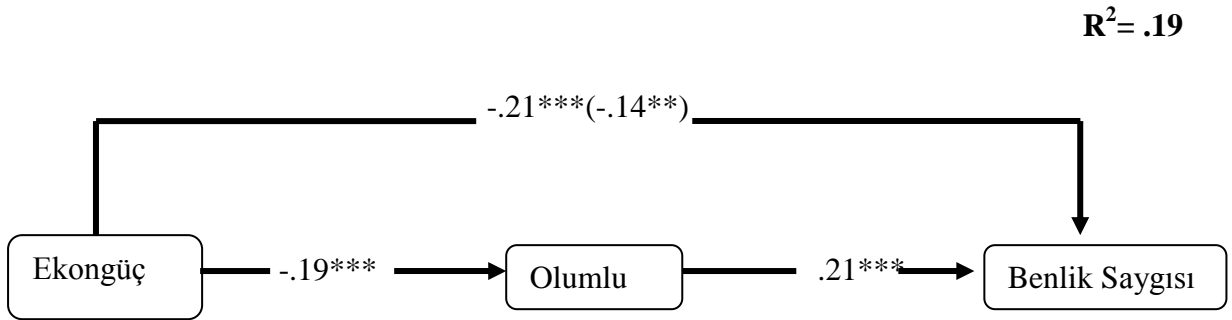 R²= .19
-.21***(-.14**)
Ekongüç
-.19***
Olumlu
.21***
Benlik Saygısı